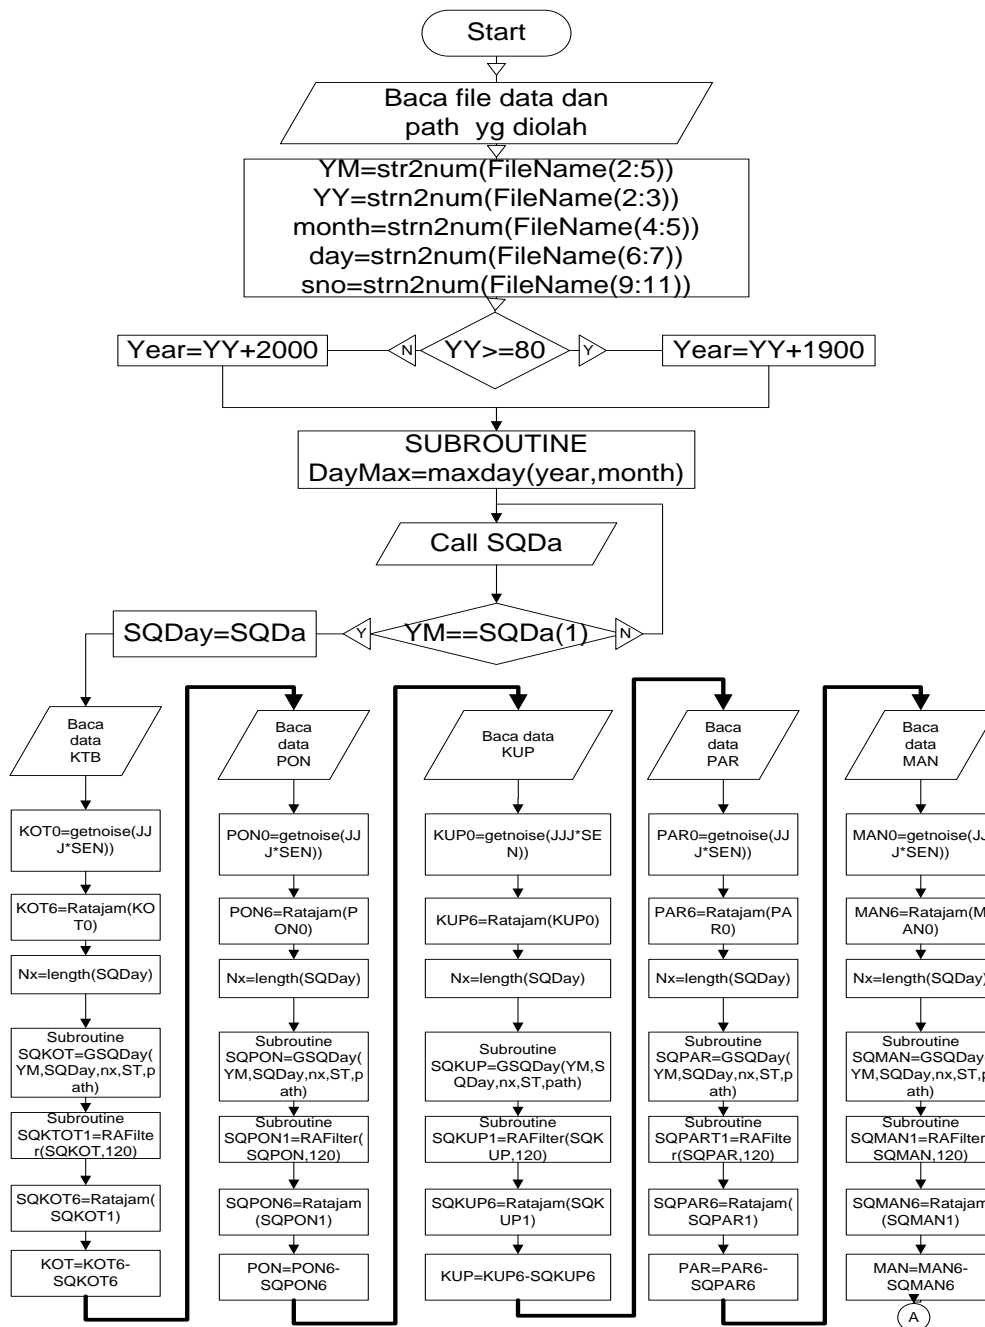 Start
Baca file data dan
path yg diolah
YM=str2num(FileName(2:5))
YY=strn2num(FileName(2:3))
month=strn2num(FileName(4:5))
day=strn2num(FileName(6:7))
sno=strn2num(FileName(9:11))
Year=YY+2000
N
YY>=80
Y
Year=YY+1900
SUBROUTINE
DayMax=maxday(year,month)
Call SQDa
SQDay=SQDa
Y
YM==SQDa(1)
N
Baca
data
KTB
KOT0=getnoise(JJ
J*SEN))
KOT6=Ratajam(KO
T0)
Nx=length(SQDay)
Subroutine
SQKOT=GSQDay(
YM,SQDay,nx,ST,p
ath)
Subroutine
SQKTOT1=RAFilte
r(SQKOT,120)
SQKOT6=Ratajam(
SQKOT1)
KOT=KOT6-
SQKOT6
Baca
data
PON
PON0=getnoise(JJ
J*SEN))
PON6=Ratajam(P
ON0)
Nx=length(SQDay)
Subroutine
SQPON=GSQDay(
YM,SQDay,nx,ST,p
ath)
Subroutine
SQPON1=RAFilter(
SQPON,120)
SQPON6=Ratajam
(SQPON1)
PON=PON6-
SQPON6
Baca data
KUP
KUP0=getnoise(JJJ*SE
N))
KUP6=Ratajam(KUP0)
Nx=length(SQDay)
Subroutine
SQKUP=GSQDay(YM,S
QDay,nx,ST,path)
Subroutine
SQKUP1=RAFilter(SQK
UP,120)
SQKUP6=Ratajam(SQK
UP1)
KUP=KUP6-SQKUP6
Baca
data
PAR
PAR0=getnoise(JJ
J*SEN))
PAR6=Ratajam(PA
R0)
Nx=length(SQDay)
Subroutine
SQPAR=GSQDay(
YM,SQDay,nx,ST,p
ath)
Subroutine
SQPART1=RAFilte
r(SQPAR,120)
SQPAR6=Ratajam(
SQPAR1)
PAR=PAR6-
SQPAR6
Baca
data
MAN
MAN0=getnoise(JJ
J*SEN))
MAN6=Ratajam(M
AN0)
Nx=length(SQDay)
Subroutine
SQMAN=GSQDay
YM,SQDay,nx,ST,p
ath)
Subroutine
SQMAN1=RAFilter
SQMAN,120)
SQMAN6=Ratajam
(SQMAN1)
MAN=MAN6-
SQMAN6
A